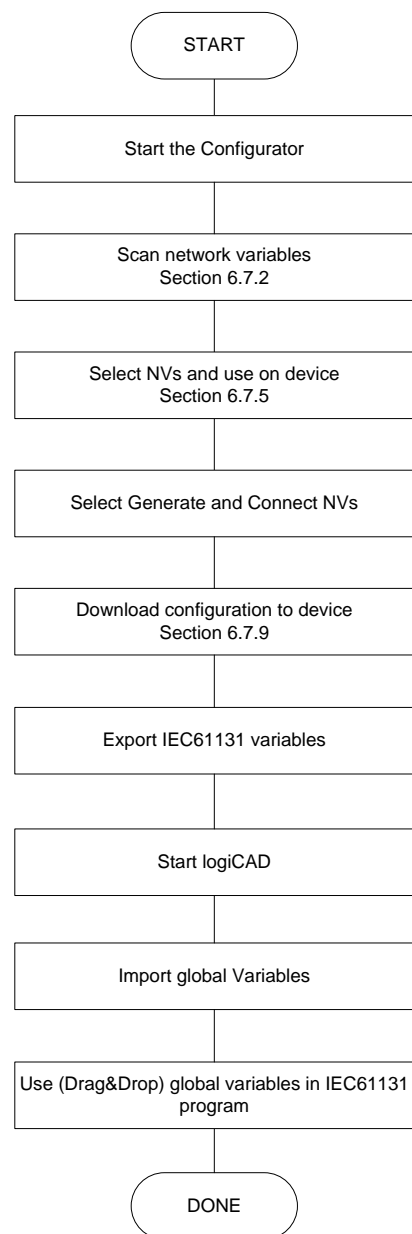 START
Start the Configurator
Scan network variables
Section 6.7.2
Select NVs and use on device
Section 6.7.5
Select Generate and Connect NVs
Download configuration to device
Section 6.7.9
Export IEC61131 variables
Start logiCAD
Import global Variables
Use (Drag&Drop) global variables in IEC61131
program
DONE